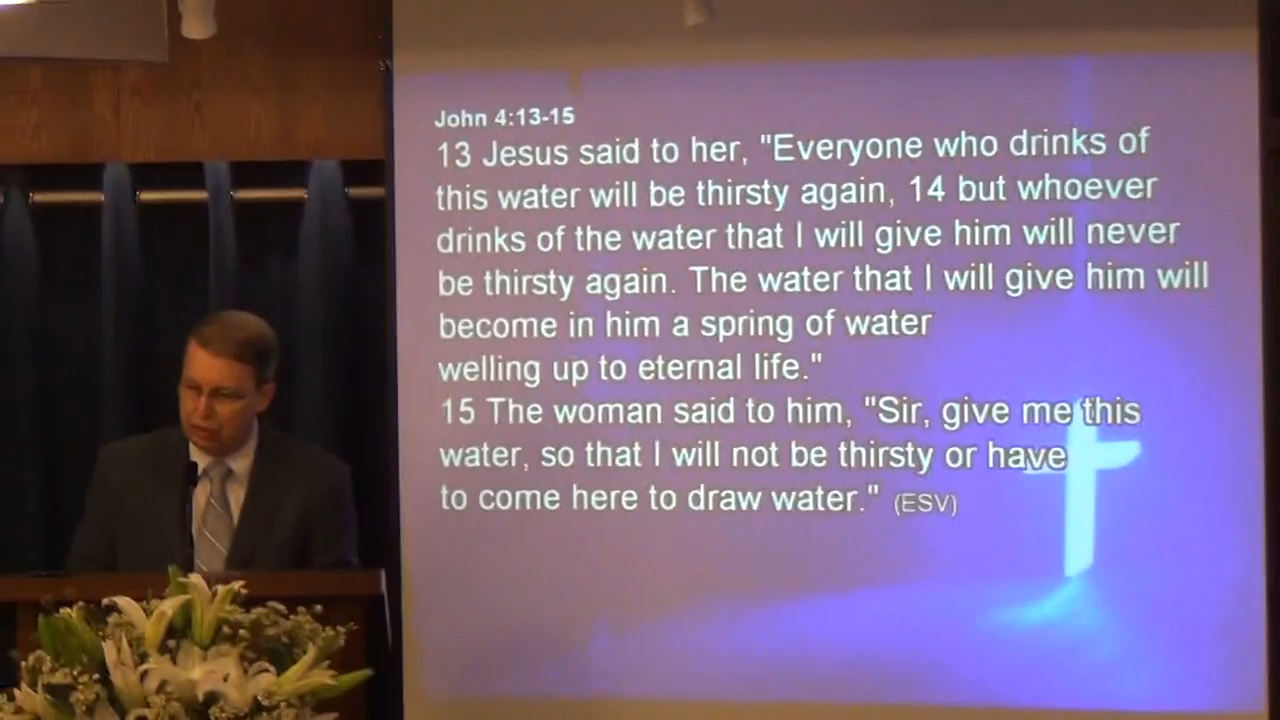 John 4:13-15
13 Jesus said to her, "Everyone who drinks of
this water will be thirsty again, 14 but whoever
drinks of the water that I will give him will never
be thirsty again. The water that I will give him will
become in him a spring of water
welling up to eternal life."
15 The woman said to him, "Sir, give me this
water, so that I will not be thirsty or have
to come here to draw water." (ESV)